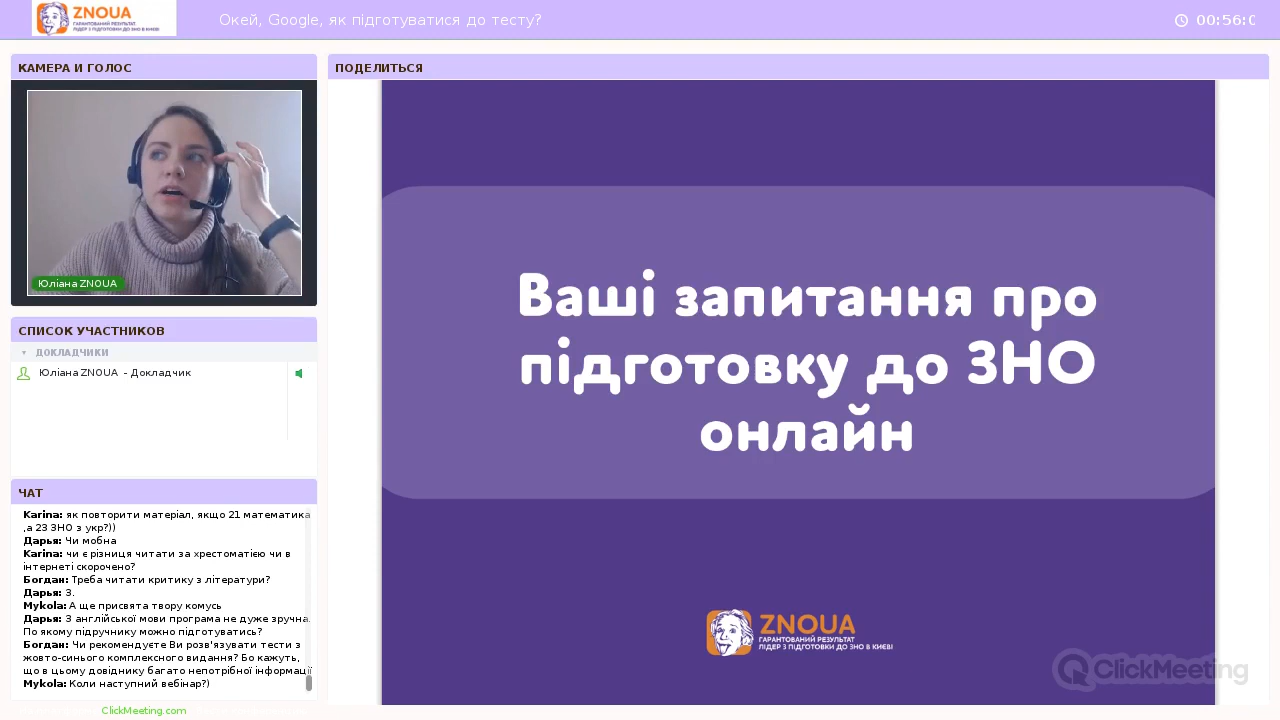 ZNOUA
ГАРАНТОВАНИЙ РЕЗУЛЬТАТ
ЛІДЕР З ПІДГОТОВКИ ДО ЗНО В КИЄВІ
Окей, Google, як підготуватися до тесту?
00:56:0
КАМЕРА И ГОЛОС
Юліана ZNOUA
СПИСОК УЧАСТНИКОВ
ДОКЛАДЧИКИ
Юліана ZNOUA - Докладчик
ЧАТ
Karina: як повторити матеріал, якщо 21 математика
,а 23 ЗНО з укр?))
Дарья: Чи мобна
Karina: чи є різниця читати за хрестоматією чи в
інтернеті скорочено?
Богдан: Треба читати критику з літератури?
Дарья: З.
Mykola: А ще присвята твору комусь
Дарья: З англійської мови програма не дуже зручна.
По якому підручнику можно підготуватись?
Богдан: Чи рекомендуєте Ви розв'язувати тести з
жовто-синього комплексного видання? Бо кажуть,
що в цьому довіднику багато непотрібної інформації
Mykola: Коли наступний вебінар?)
ClickMeeting.com
ПОДЕЛИТЬСЯ
Ваші запитання про
підготовку до ЗНО
онлайн
ZNOUA
ГАРАНТОВАНИЙ РЕЗУЛЬТАТ
ЛІДЕР З ПІДГОТОВКИ ДО ЗНО В КИЄВІ
ClickMeeting